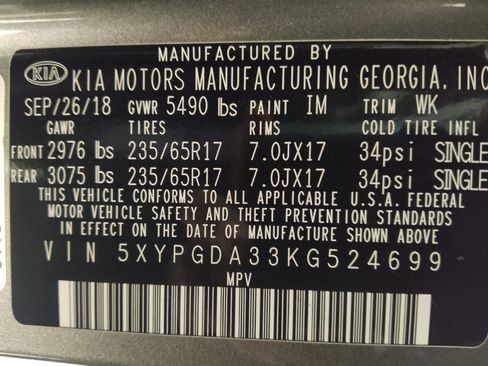 MANUFACTURED BY
KIA KIA MOTORS MANUFACTURING GEORGIA, INC
SEP/26/18 GVWR 5490 lbs PAINT IM TRIM WK
GAWR TIRES RIMS COLD TIRE INFL
FRONT 2976 lbs 235/65R17 7.0JX17 34psi SINGLE
REAR 3075 lbs 235/65R17 7.0JX17 34psi SINGLE
THIS VEHICLE CONFORMS TO ALL APPLICABLE U.S.A. FEDERAL
MOTOR VEHICLE SAFETY AND THEFT PREVENTION STANDARDS
IN EFFECT ON THE DATE OF MANUFACTURE SHOWN ABOVE.
VIN 5XYPGDA33KG524699
MPV